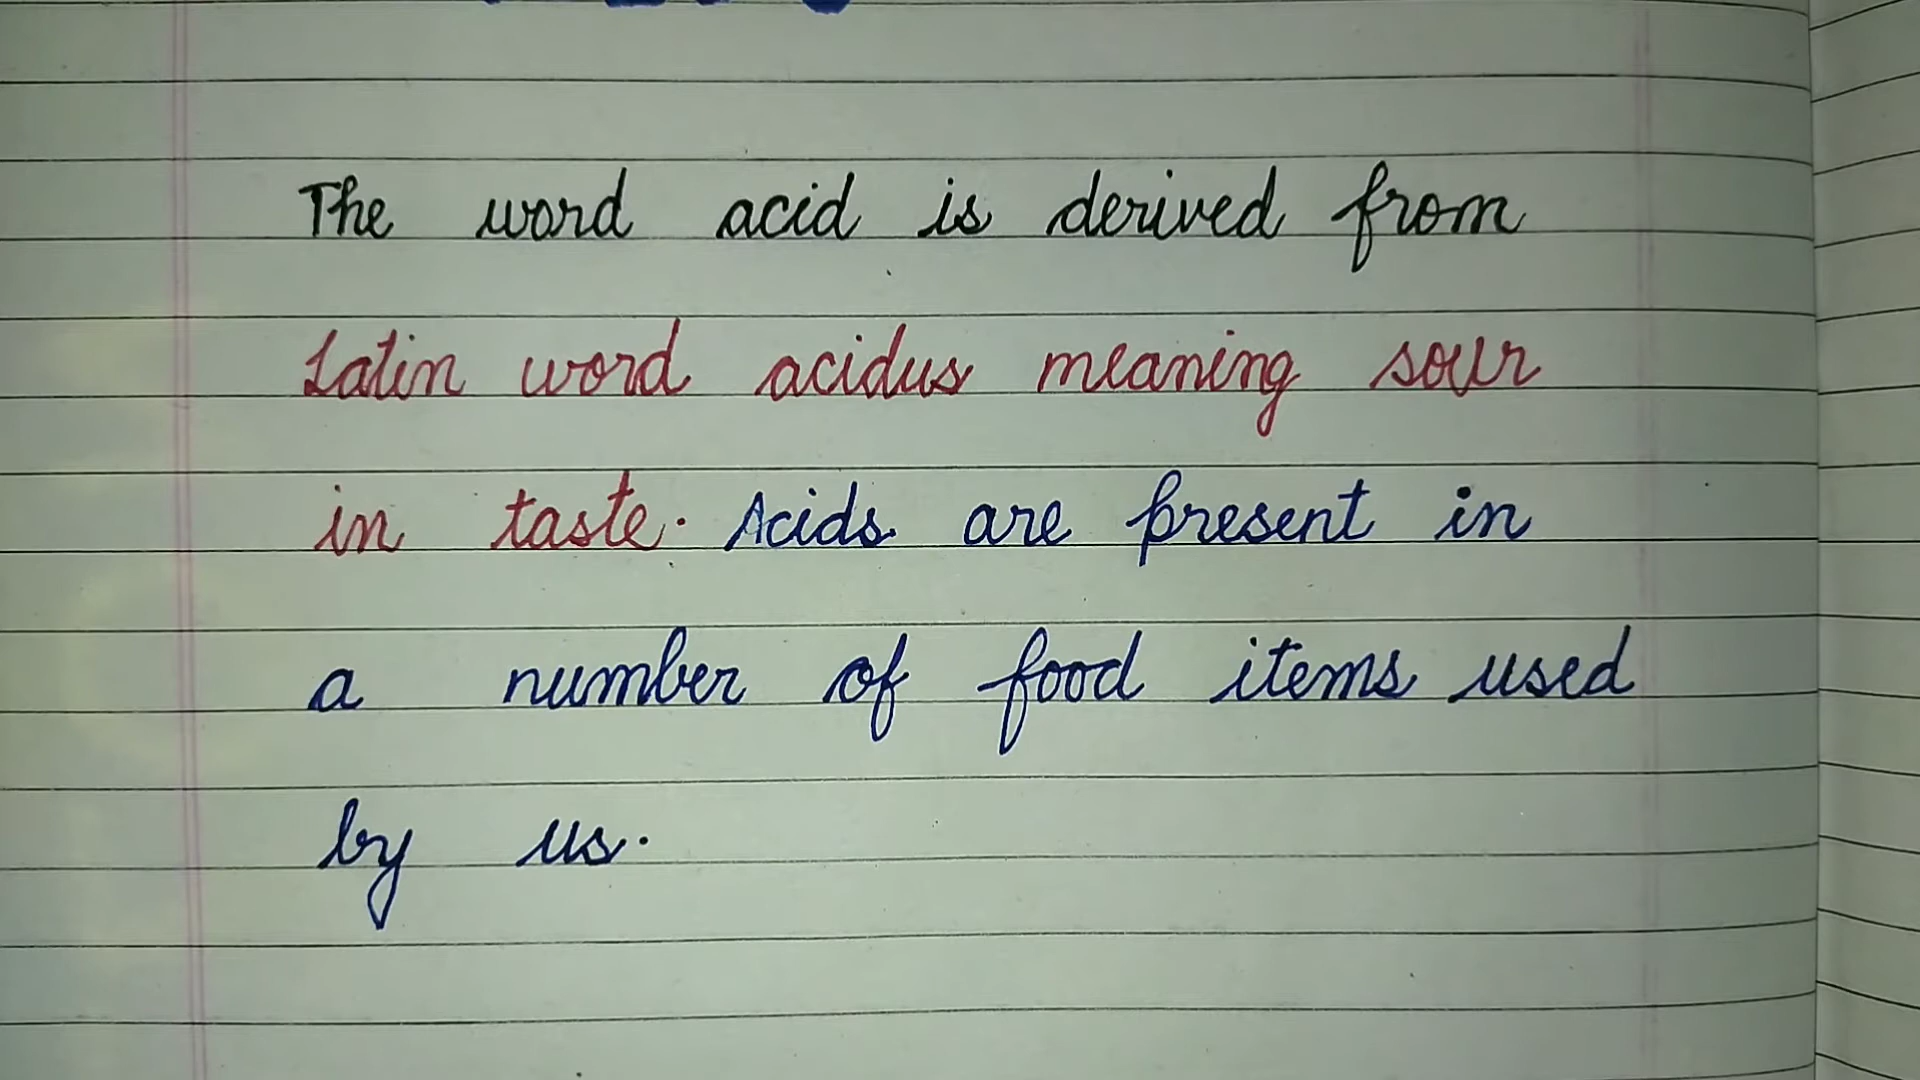 The word acid is derived from
Latin word acidus meaning sour
in taste. Acids are present in
a number of food items used
by us.